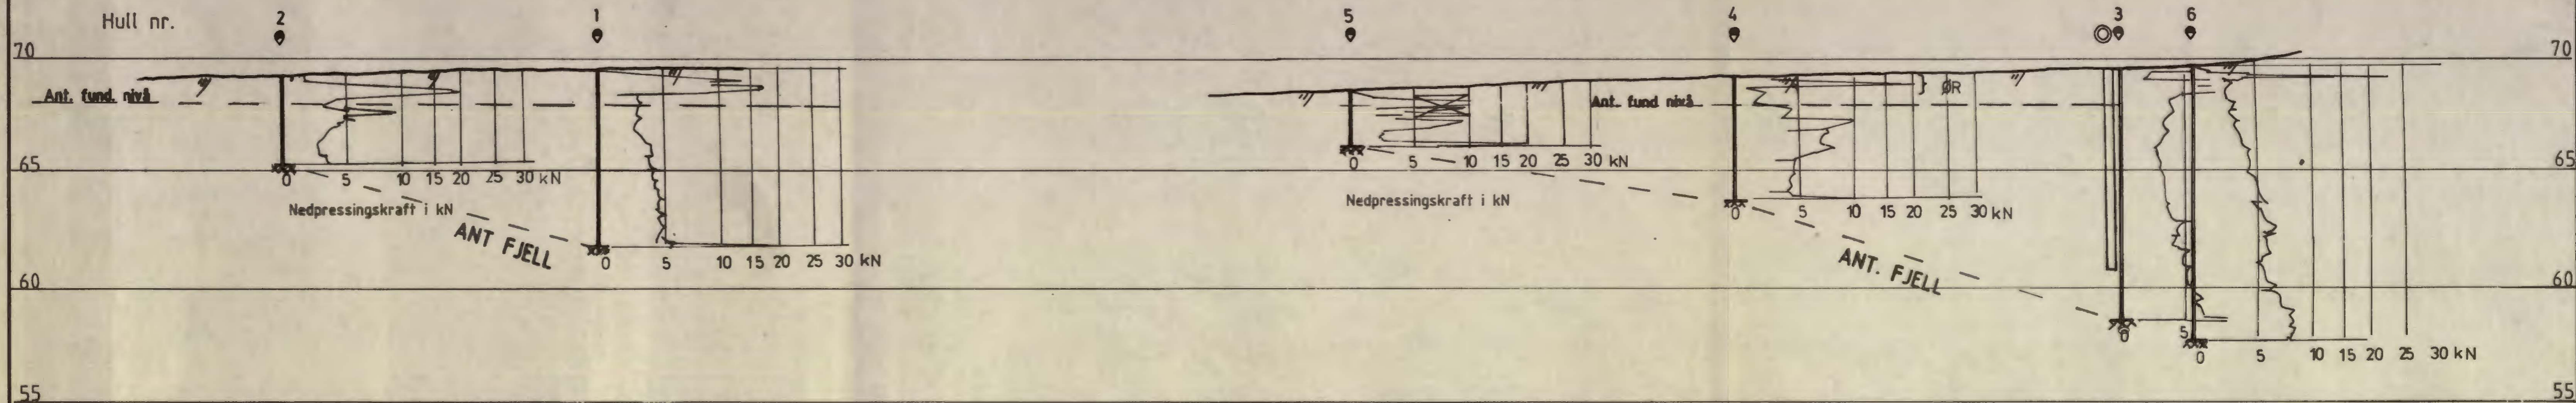 Hull nr. 2 1 5 4 3 6
70 70
Ant. fund. nivå Ant. fund nivå } ØR
65 65
0 5 10 15 20 25 30 kN
0 5 10 15 20 25 30 kN
Nedpressingskraft i kN
Nedpressingskraft i kN
0 5 10 15 20 25 30 kN
ANT FJELL
0 5 10 15 20 25 30 kN
ANT. FJELL
60 60
0 5
0 5 10 15 20 25 30 kN
55 55